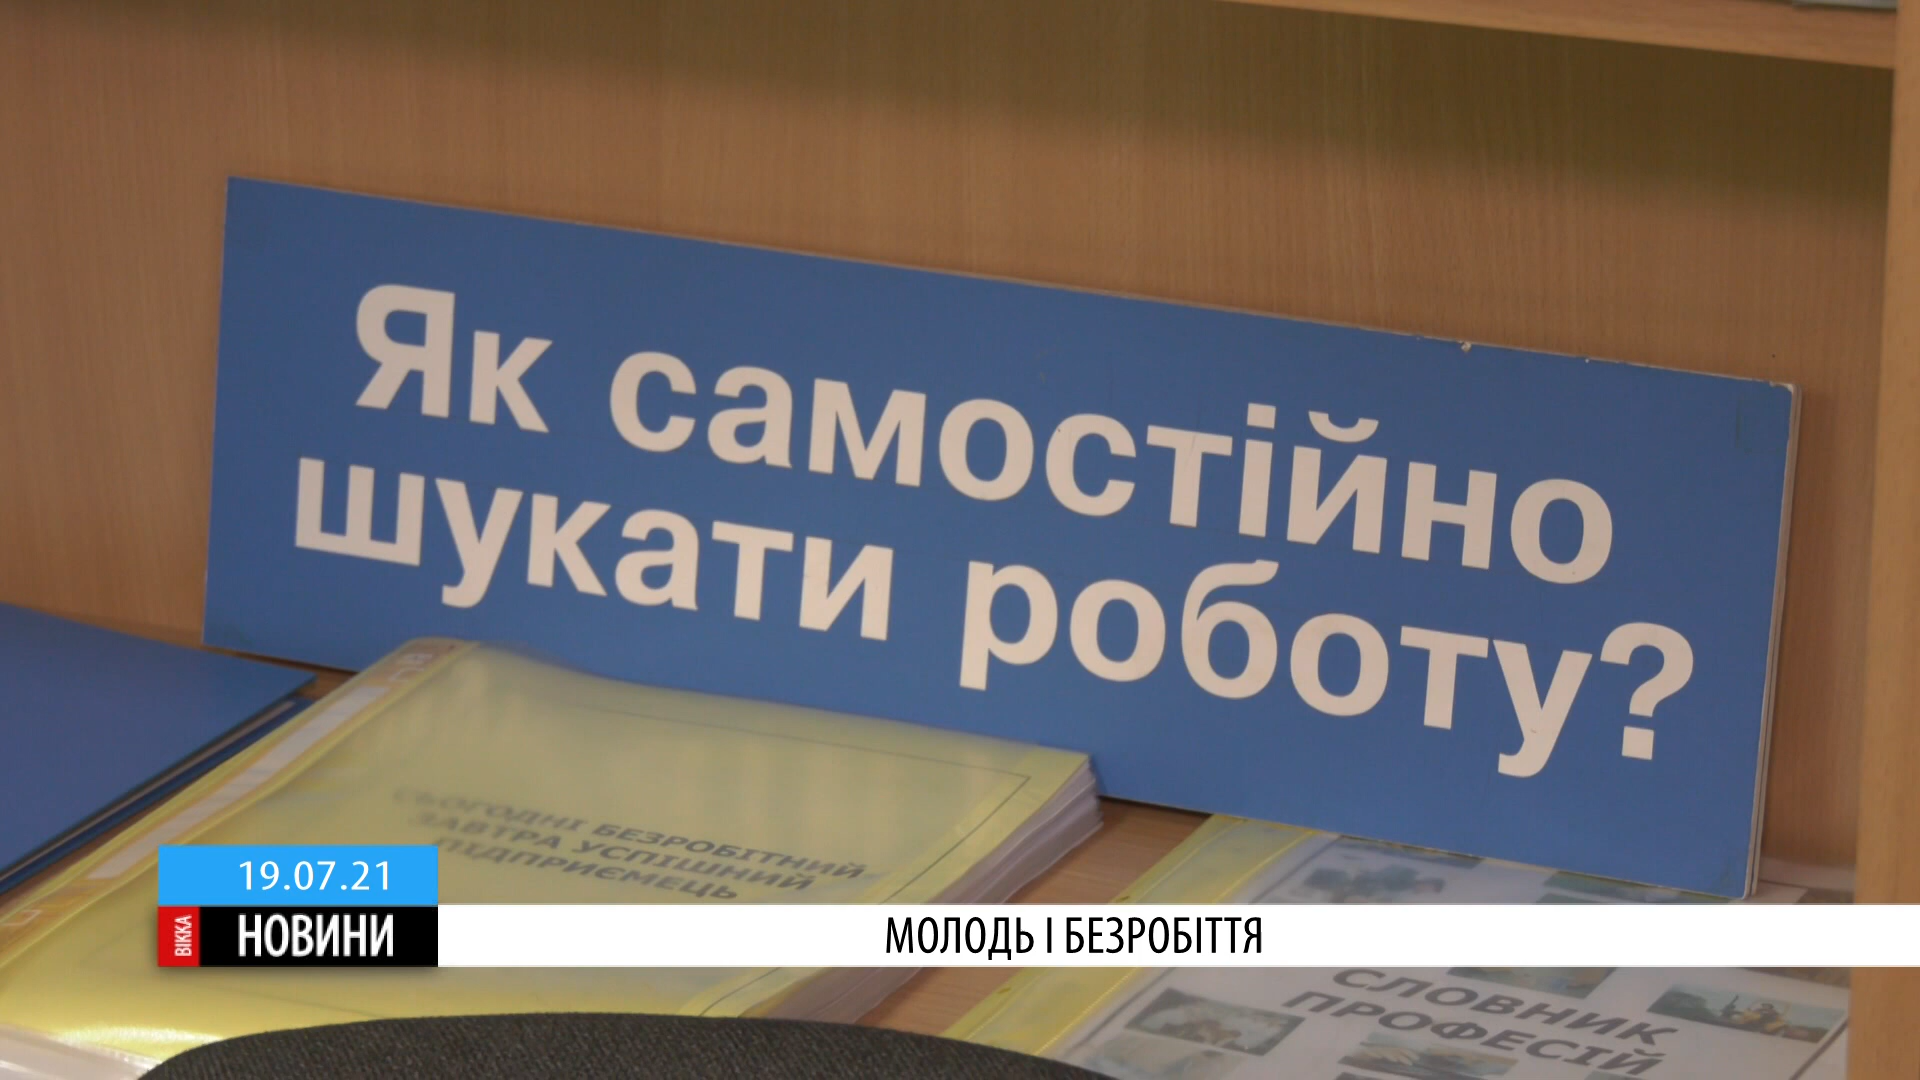 Як самостійно
шукати роботу?
СЬОГОДНІ БЕЗРОБІТНИЙ-
ЗАВТРА УСПІШНИЙ
ПІДПРИЄМЕЦЬ
19.07.21
ВІККА
НОВИНИ
МОЛОДЬ І БЕЗРОБІТТЯ
СЛОВНИК
ПРОФЕСІЙ